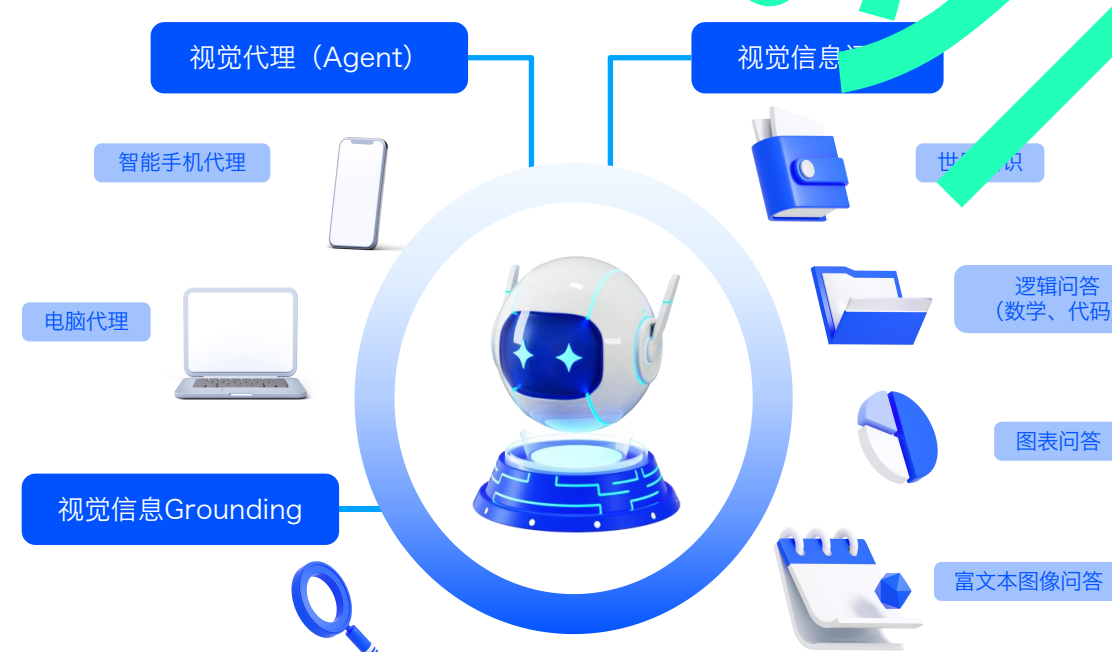 视觉代理（Agent）
视觉信息
智能手机代理
世 识
逻辑问答
（数学、代码
电脑代理
图表问答
视觉信息Grounding
富文本图像问答